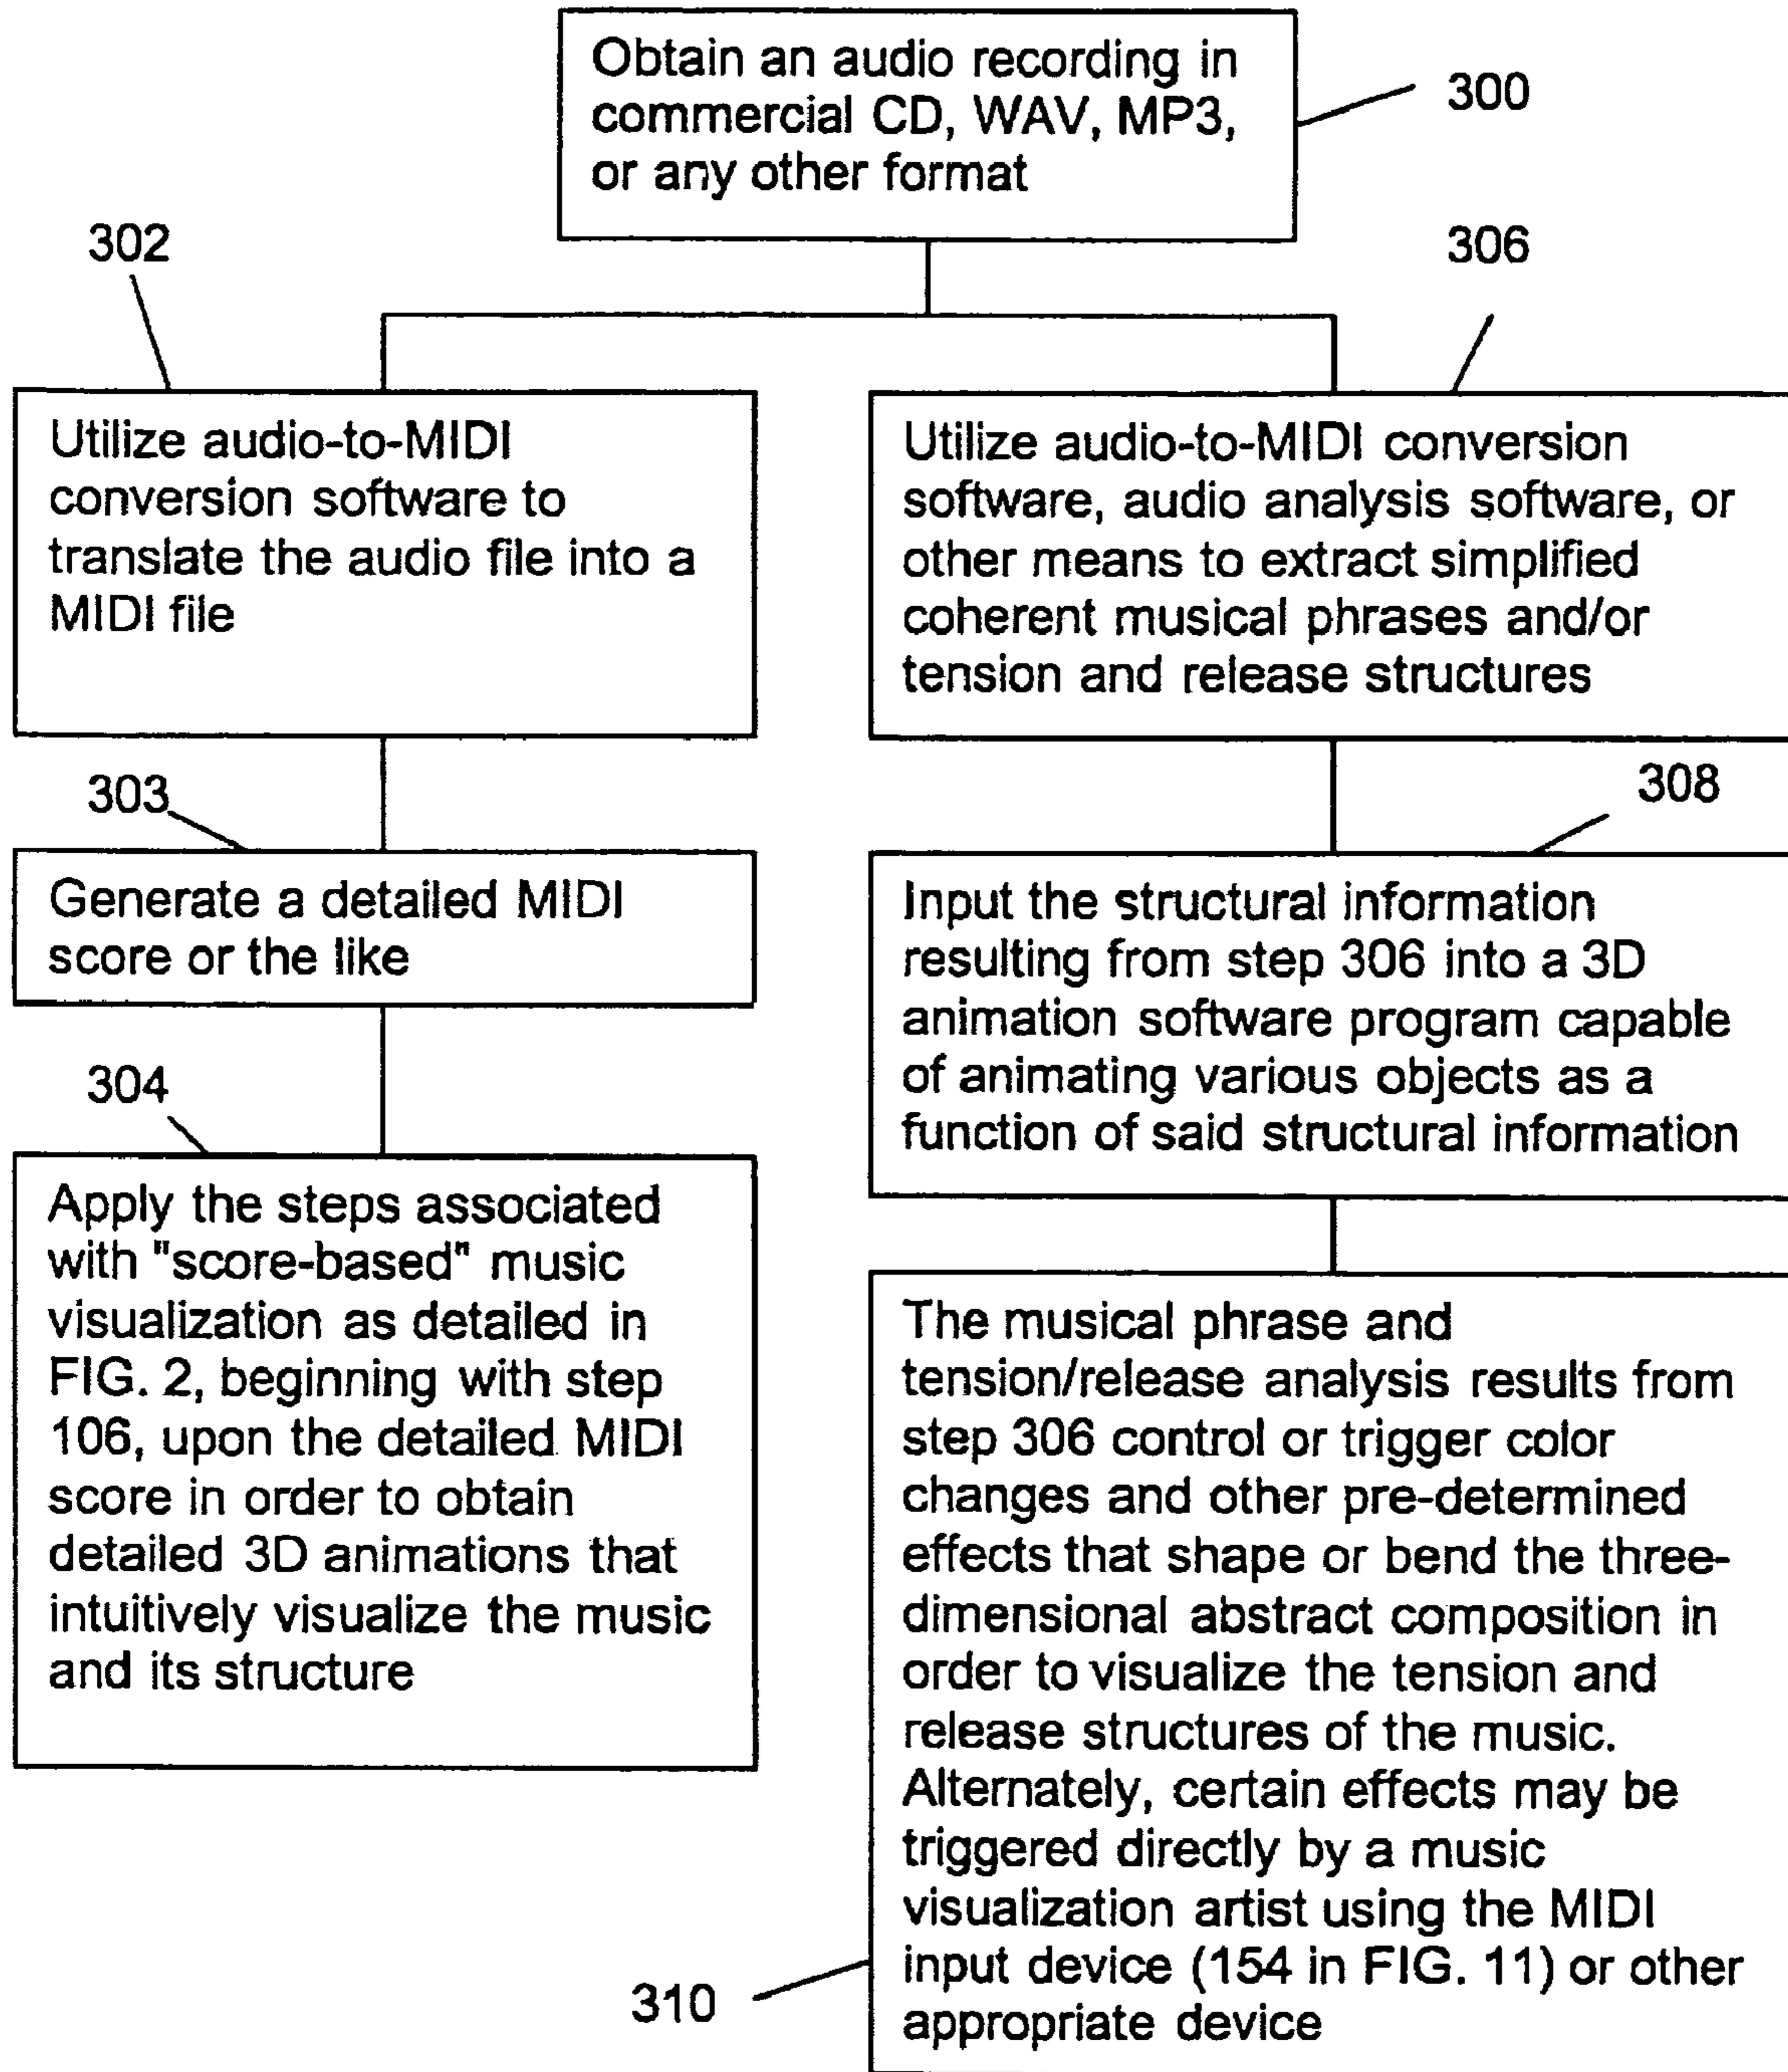 Obtain an audio recording in
commercial CD, WAV, MP3,
or any other format
300
302
306
Utilize audio-to-MIDI
conversion software to
translate the audio file into a
MIDI file
Utilize audio-to-MIDI conversion
software, audio analysis software, or
other means to extract simplified
coherent musical phrases and/or
tension and release structures
303
308
Generate a detailed MIDI
score or the like
Input the structural information
resulting from step 306 into a 3D
animation software program capable
of animating various objects as a
function of said structural information
304
Apply the steps associated
with "score-based" music
visualization as detailed in
FIG. 2, beginning with step
106, upon the detailed MIDI
score in order to obtain
detailed 3D animations that
intuitively visualize the music
and its structure
The musical phrase and
tension/release analysis results from
step 306 control or trigger color
changes and other pre-determined
effects that shape or bend the three-
dimensional abstract composition in
order to visualize the tension and
release structures of the music.
Alternately, certain effects may be
triggered directly by a music
visualization artist using the MIDI
input device (154 in FIG. 11) or other
appropriate device
310